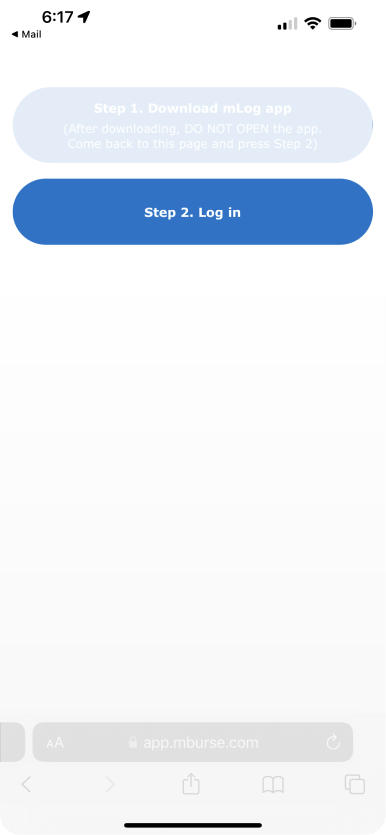 6:17
Mail
Step 1. Download mLog app
(After downloading, DO NOT OPEN the app.
Come back to this page and press Step 2)
Step 2. Log in
AA app.mburse.com